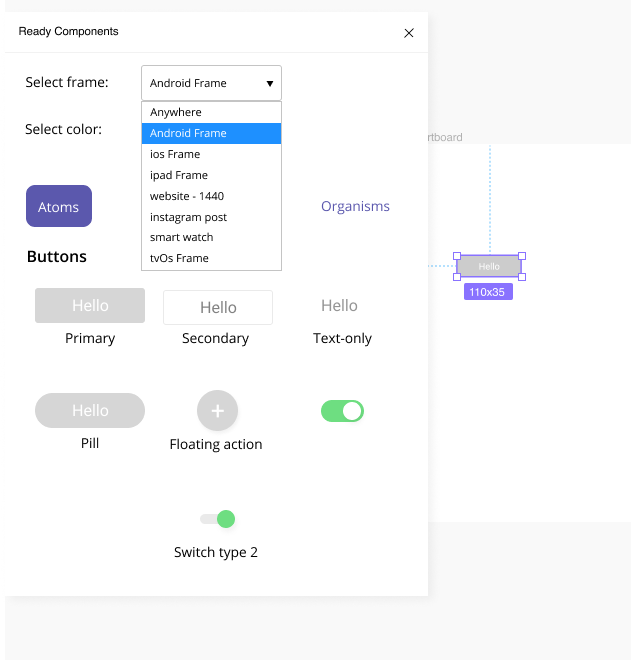 Ready Components
Select frame:
Android Frame
Anywhere
Select color:
Android Frame
rtboard
ios Frame
ipad Frame
website - 1440
Atoms
Organisms
instagram post
smart watch
Buttons
tvOs Frame
Hello
110x35
Hello
Hello
Hello
Primary
Secondary
Text-only
Hello
+
Pill
Floating action
Switch type 2